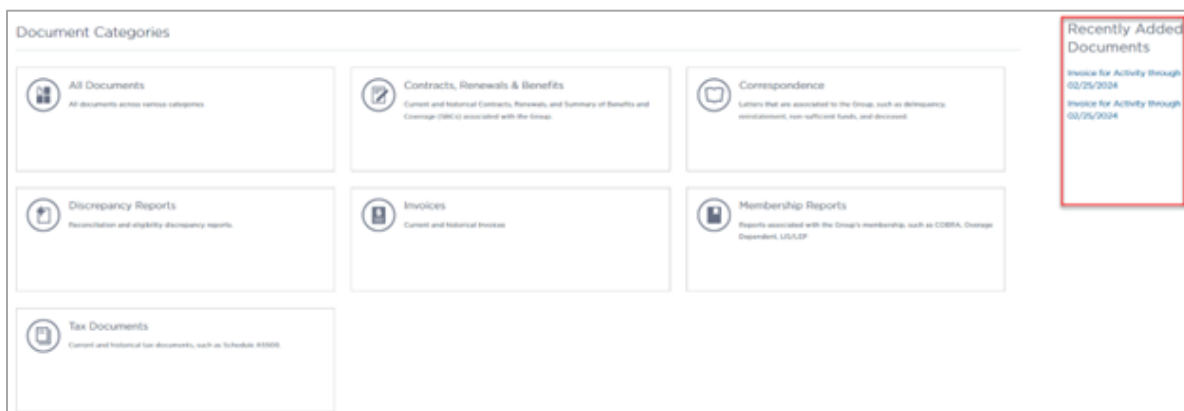 Document Categories
All Documents
All documents across various categories
Contracts, Renewals & Benefits
Current and historical Contracts, Renewals, and Summary of Benefits and
Coverage (SBCs) associated with the Group.
Correspondence
Letters that are associated to the Group, such as delinquency,
reinstatement, non-sufficient funds, and deceased.
Discrepancy Reports
Reconciliation and eligibility discrepancy reports.
Invoices
Current and historical Invoices
Membership Reports
Reports associated with the Group's membership, such as COBRA, Overage
Dependent, LIS/LEP
Tax Documents
Current and historical tax documents, such as Schedule A5500.
Recently Added
Documents
Invoice for Activity through
02/25/2024
Invoice for Activity through
02/25/2024